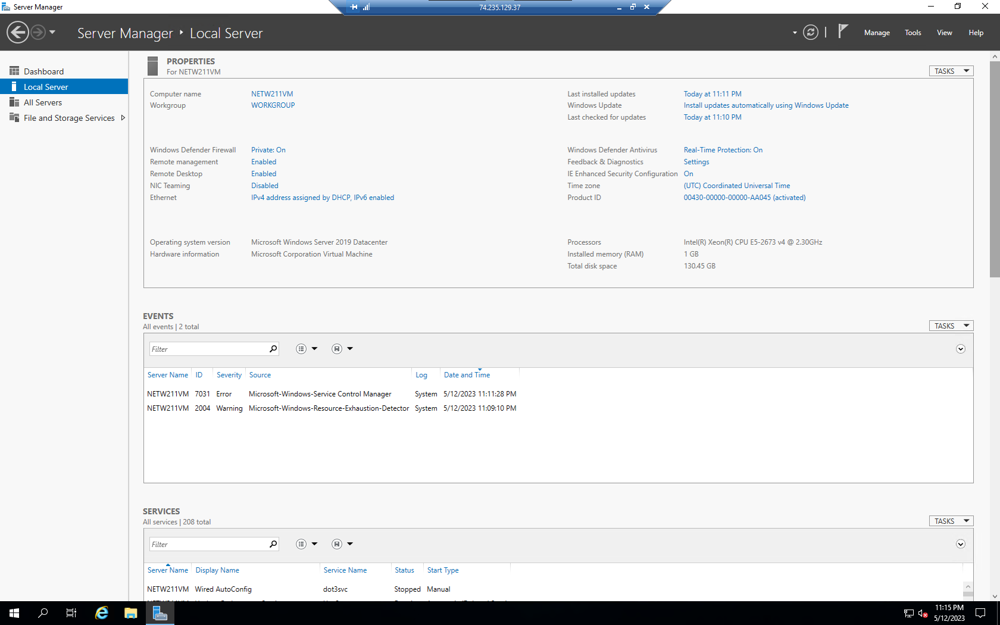 Server Manager
74.235.129.37
Server Manager ‣ Local Server
Manage
Tools
View
Help
Dashboard
Local Server
All Servers
File and Storage Services
PROPERTIES
For NETW211VM
TASKS
Computer name NETW211VM
Workgroup WORKGROUP
Last installed updates Today at 11:11 PM
Windows Update Install updates automatically using Windows Update
Last checked for updates Today at 11:10 PM
Windows Defender Firewall Private: On
Remote management Enabled
Remote Desktop Enabled
NIC Teaming Disabled
Ethernet IPv4 address assigned by DHCP, IPv6 enabled
Windows Defender Antivirus Real-Time Protection: On
Feedback & Diagnostics Settings
IE Enhanced Security Configuration On
Time zone (UTC) Coordinated Universal Time
Product ID 00430-00000-00000-AA045 (activated)
Operating system version Microsoft Windows Server 2019 Datacenter
Hardware information Microsoft Corporation Virtual Machine
Processors Intel(R) Xeon(R) CPU E5-2673 v4 @ 2.30GHz
Installed memory (RAM) 1 GB
Total disk space 130.45 GB
EVENTS
All events | 2 total
TASKS
Filter
Server Name ID Severity Source Log Date and Time
NETW211VM 7031 Error Microsoft-Windows-Service Control Manager System 5/12/2023 11:11:28 PM
NETW211VM 2004 Warning Microsoft-Windows-Resource-Exhaustion-Detector System 5/12/2023 11:09:10 PM
SERVICES
All services | 208 total
TASKS
Filter
Server Name Display Name Service Name Status Start Type
NETW211VM Wired AutoConfig dot3svc Stopped Manual
11:15 PM
5/12/2023